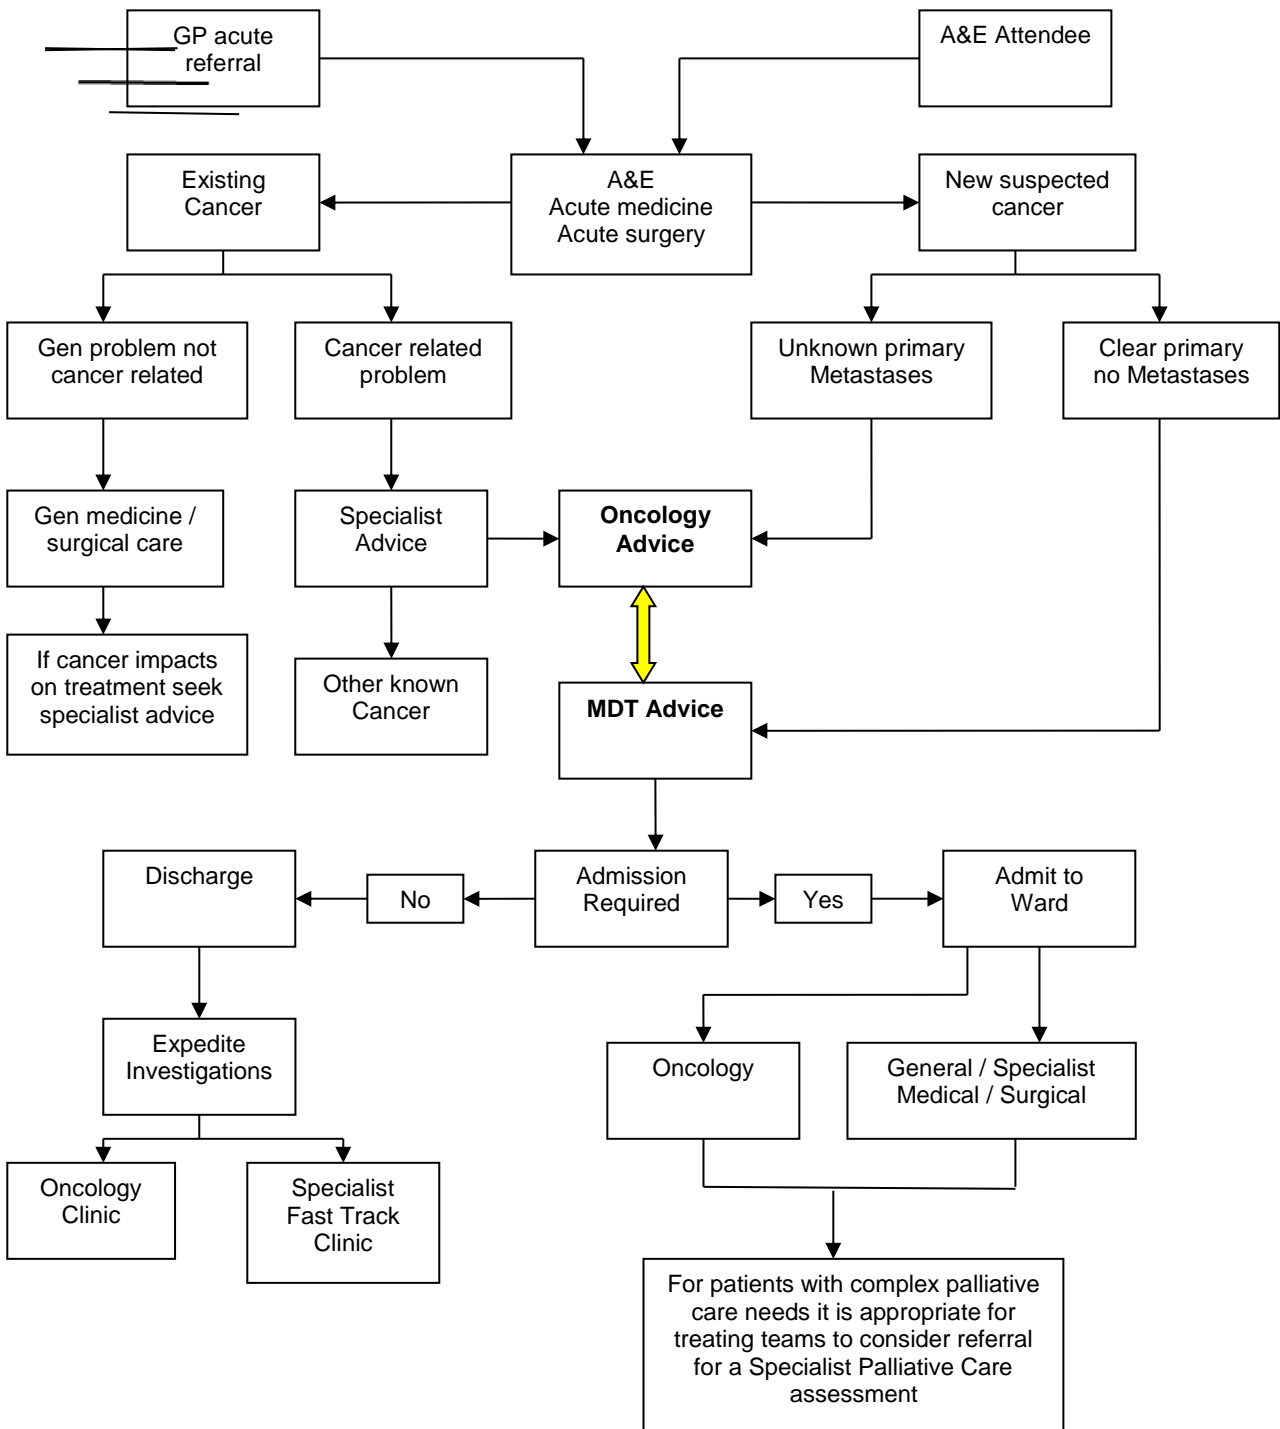 GP acute
referral
A&E Attendee
Existing
Cancer
A&E
Acute medicine
Acute surgery
New suspected
cancer
Gen problem not
cancer related
Cancer related
problem
Unknown primary
Metastases
Clear primary
no Metastases
Gen medicine /
surgical care
Specialist
Advice
Oncology
Advice
If cancer impacts
on treatment seek
specialist advice
Other known
Cancer
MDT Advice
Discharge
No
Admission
Required
Yes
Admit to
Ward
Expedite
Investigations
Oncology
General / Specialist
Medical / Surgical
Oncology
Clinic
Specialist
Fast Track
Clinic
For patients with complex palliative
care needs it is appropriate for
treating teams to consider referral
for a Specialist Palliative Care
assessment